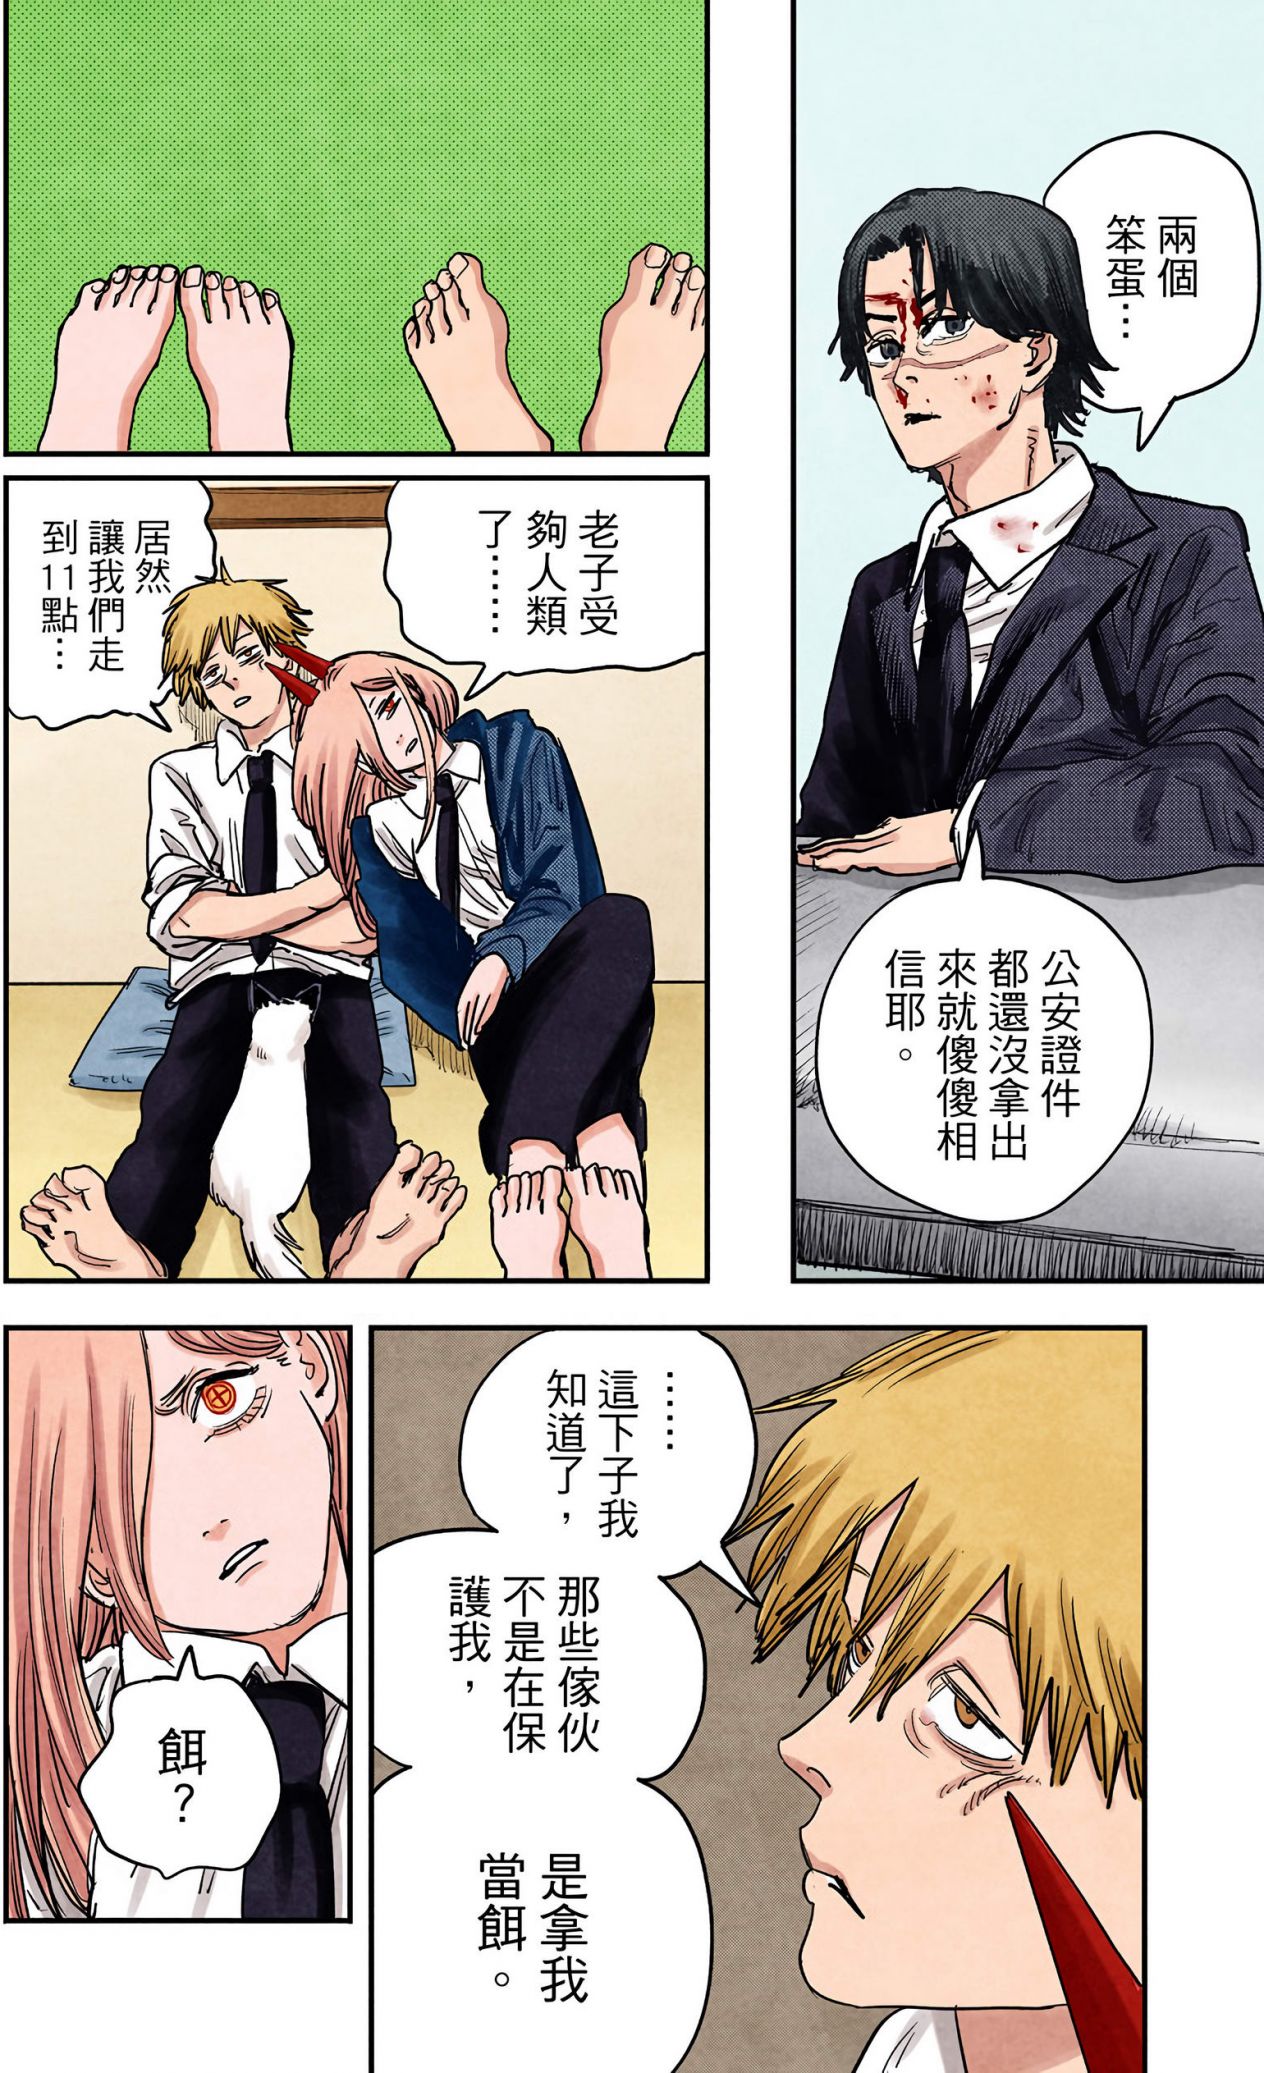 兩個
笨蛋…
公安證件
都還沒拿出
來就傻傻相
信耶。
老子受
夠人類
了……
居然
讓我們走
到11點…
……
這下子我
知道了，
那些傢伙
不是在保
護我，
是拿我
當餌。
餌？